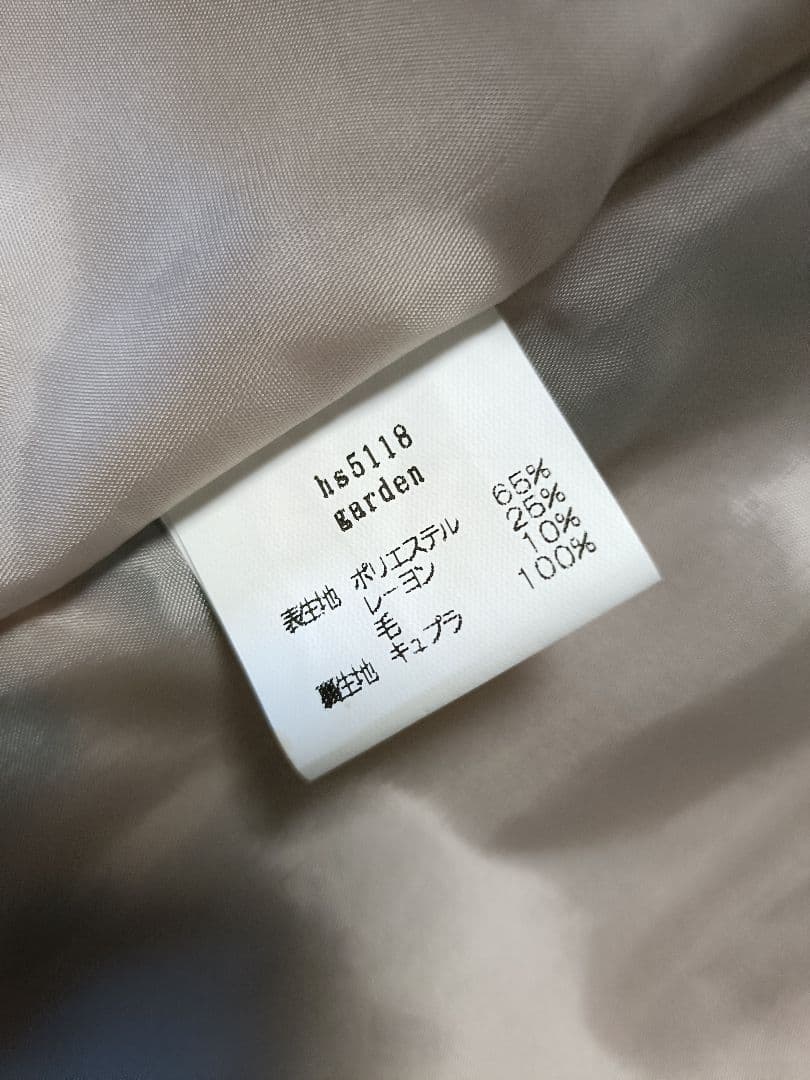 hs5118
garden
表生地 ポリエステル 65%
レーヨン 25%
毛 10%
裏生地 キュプラ 100%